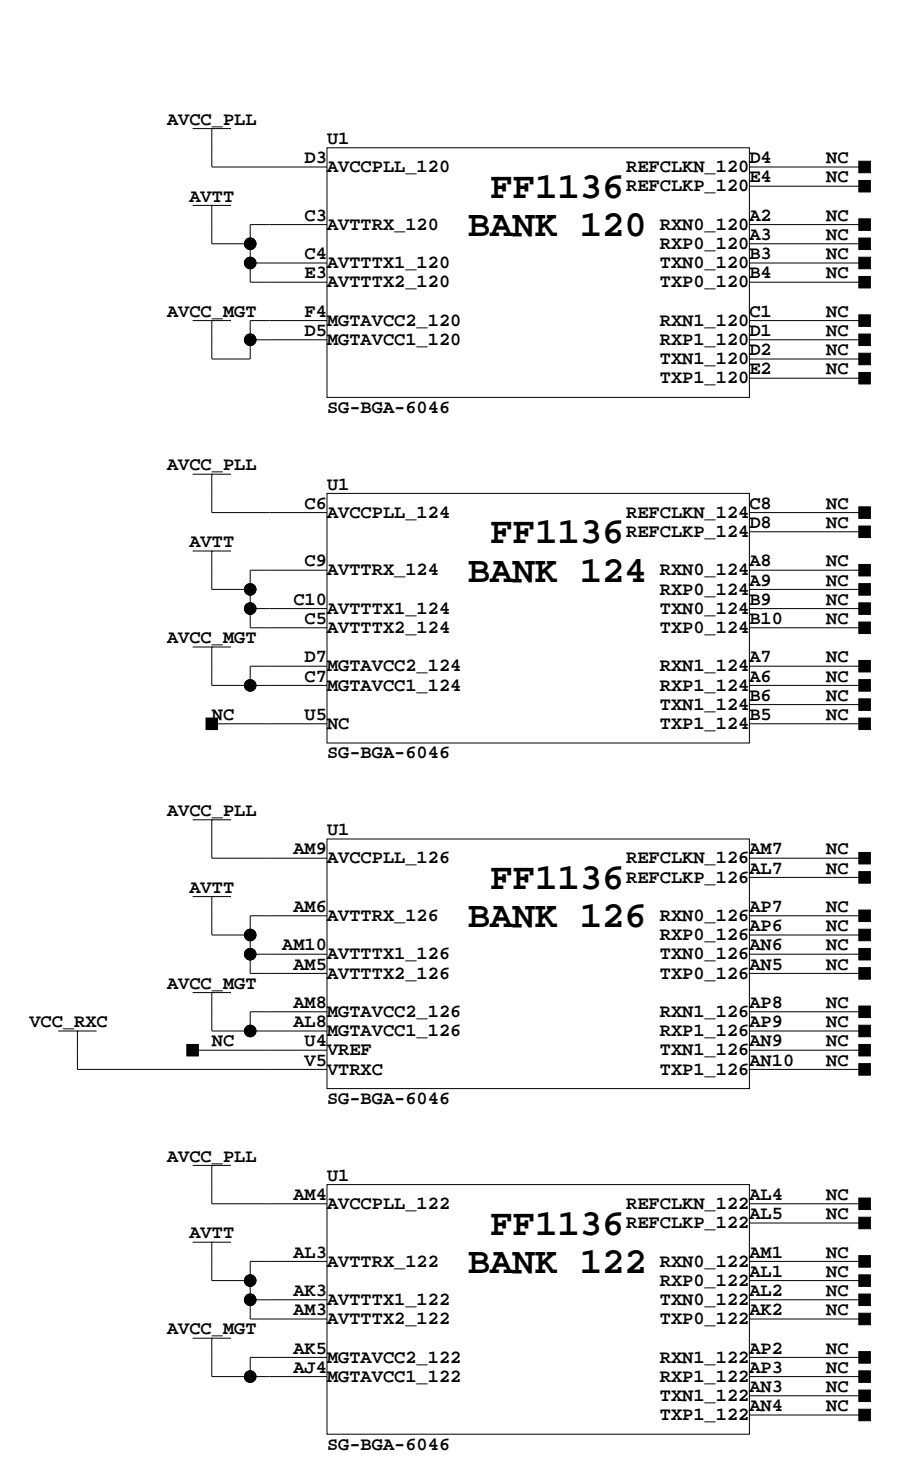 AVCC_PLL
U1
D3 AVCCPLL_120 FF1136 REFCLKN_120 D4 NC
REFCLKP_120 E4 NC
AVTT
C3 AVTTRX_120 BANK 120 RXN0_120 A2 NC
RXP0_120 A3 NC
C4 AVTTTX1_120 TXN0_120 B3 NC
E3 AVTTTX2_120 TXP0_120 B4 NC
AVCC_MGT
F4 MGTAVCC2_120 RXN1_120 C1 NC
D5 MGTAVCC1_120 RXP1_120 D1 NC
TXN1_120 D2 NC
TXP1_120 E2 NC
SG-BGA-6046
AVCC_PLL
U1
C6 AVCCPLL_124 FF1136 REFCLKN_124 C8 NC
REFCLKP_124 D8 NC
AVTT
C9 AVTTRX_124 BANK 124 RXN0_124 A8 NC
RXP0_124 A9 NC
C10 AVTTTX1_124 TXN0_124 B9 NC
C5 AVTTTX2_124 TXP0_124 B10 NC
AVCC_MGT
D7 MGTAVCC2_124 RXN1_124 A7 NC
C7 MGTAVCC1_124 RXP1_124 A6 NC
TXN1_124 B6 NC
NC U5 NC TXP1_124 B5 NC
SG-BGA-6046
AVCC_PLL
U1
AM9 AVCCPLL_126 FF1136 REFCLKN_126 AM7 NC
REFCLKP_126 AL7 NC
AVTT
AM6 AVTTRX_126 BANK 126 RXN0_126 AP7 NC
RXP0_126 AP6 NC
AM10 AVTTTX1_126 TXN0_126 AN6 NC
AM5 AVTTTX2_126 TXP0_126 AN5 NC
AVCC_MGT
AM8 MGTAVCC2_126 RXN1_126 AP8 NC
VCC_RXC AL8 MGTAVCC1_126 RXP1_126 AP9 NC
NC U4 VREF TXN1_126 AN9 NC
V5 VTRXC TXP1_126 AN10 NC
SG-BGA-6046
AVCC_PLL
U1
AM4 AVCCPLL_122 FF1136 REFCLKN_122 AL4 NC
REFCLKP_122 AL5 NC
AVTT
AL3 AVTTRX_122 BANK 122 RXN0_122 AM1 NC
RXP0_122 AL1 NC
AK3 AVTTTX1_122 TXN0_122 AL2 NC
AM3 AVTTTX2_122 TXP0_122 AK2 NC
AVCC_MGT
AK5 MGTAVCC2_122 RXN1_122 AP2 NC
AJ4 MGTAVCC1_122 RXP1_122 AP3 NC
TXN1_122 AN3 NC
TXP1_122 AN4 NC
SG-BGA-6046